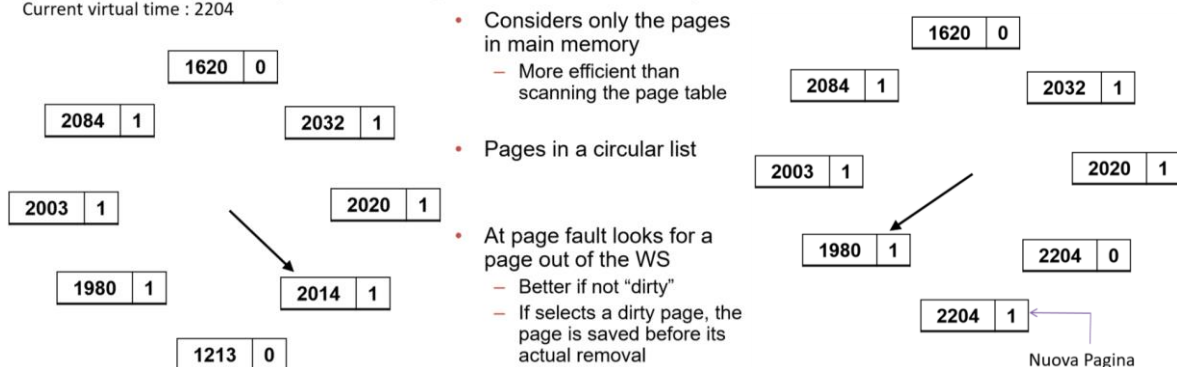 Current virtual time : 2204
1620 0
2084 1
2032 1
2003 1
2020 1
1980 1
2014 1
1213 0
• Considers only the pages
in main memory
– More efficient than
scanning the page table
• Pages in a circular list
• At page fault looks for a
page out of the WS
– Better if not “dirty”
– If selects a dirty page, the
page is saved before its
actual removal
1620 0
2084 1
2032 1
2003 1
2020 1
1980 1
2204 0
2204 1
Nuova Pagina